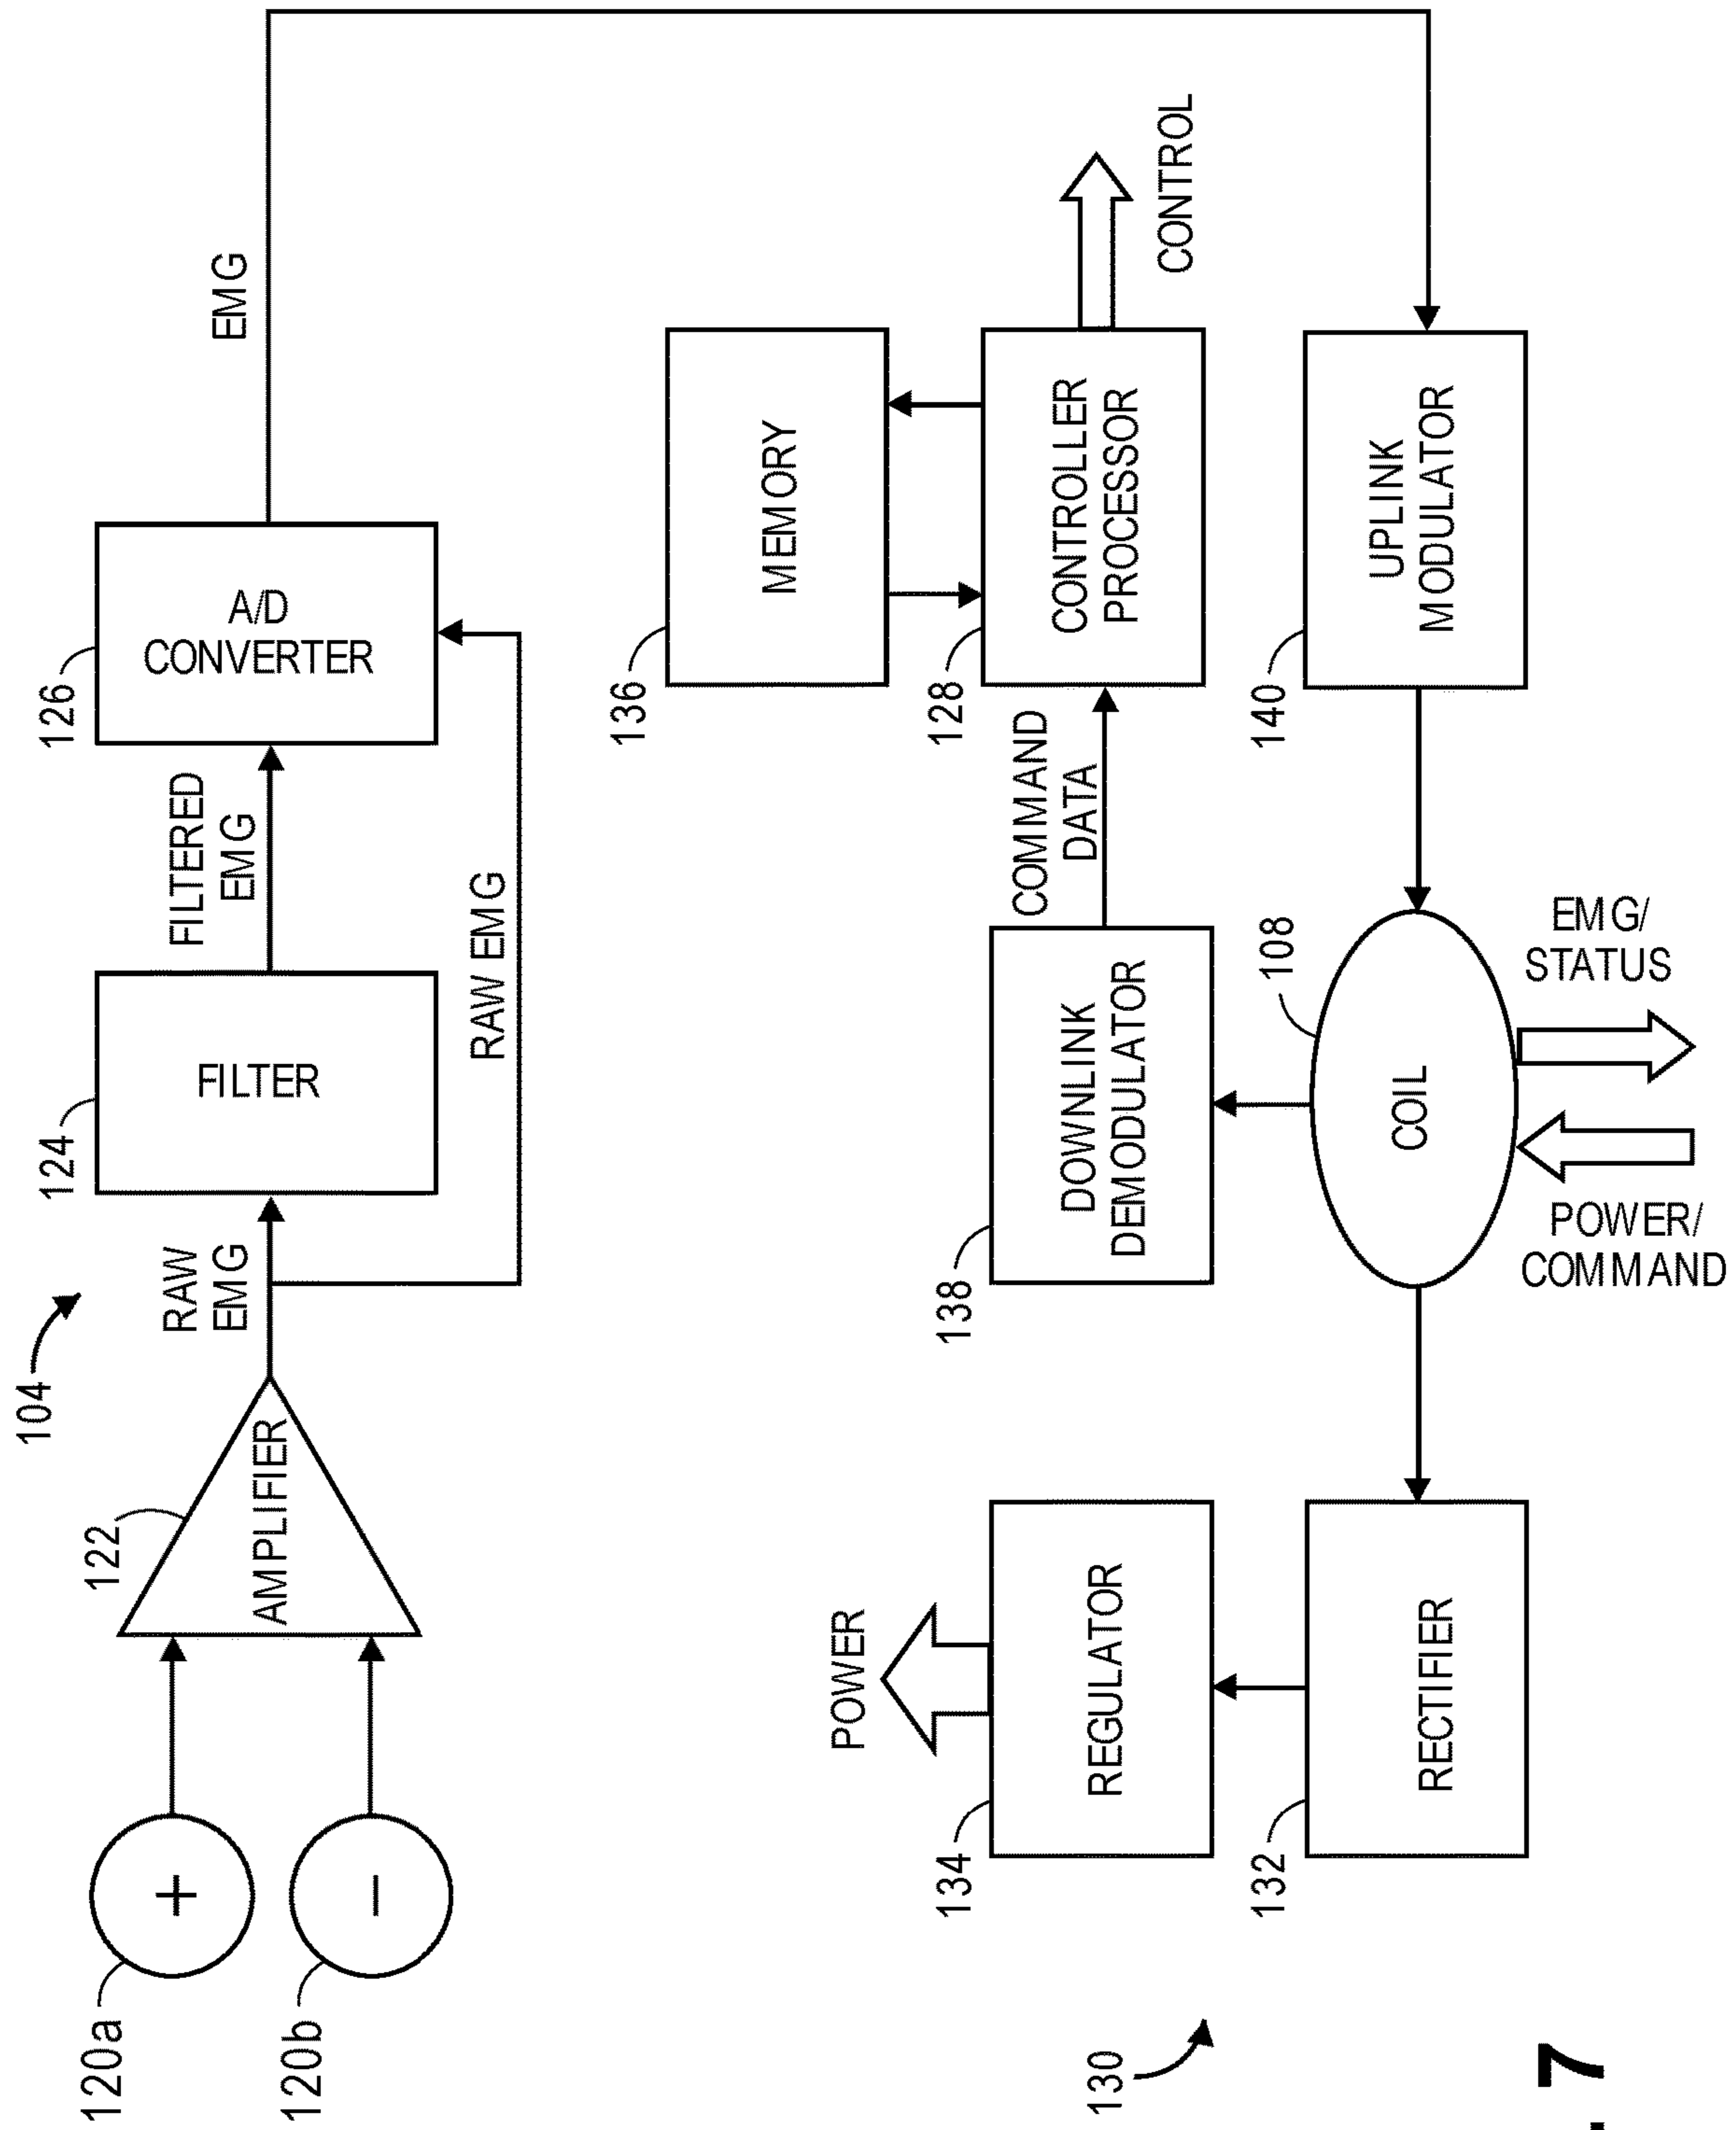 104
120a
+
120b
–
122
AMPLIFIER
RAW
EMG
124
FILTER
FILTERED
EMG
RAW EMG
126
A/D
CONVERTER
EMG
130
POWER
134
REGULATOR
132
RECTIFIER
138
DOWNLINK
DEMODULATOR
COMMAND
DATA
136
MEMORY
128
CONTROLLER
PROCESSOR
CONTROL
108
COIL
POWER/
COMMAND
EMG/
STATUS
140
UPLINK
MODULATOR
. 7